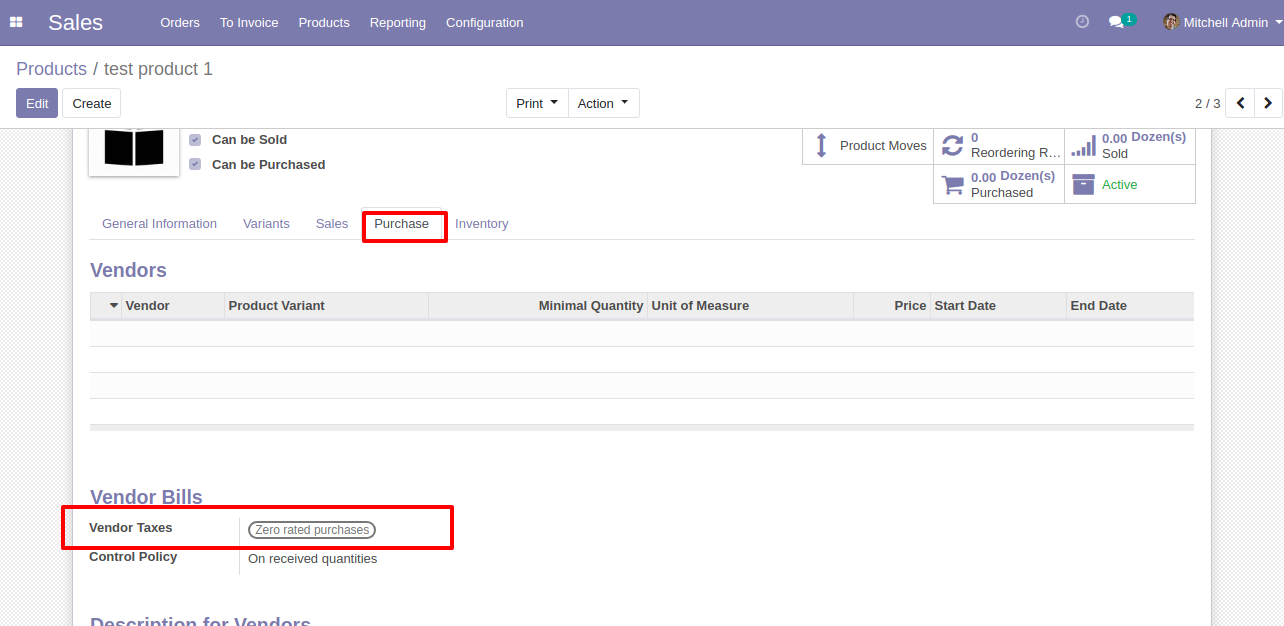 Sales Orders To Invoice Products Reporting Configuration 1 Mitchell Admin
Products / test product 1
Edit Create Print Action 2 / 3
Can be Sold
Can be Purchased
Product Moves
0
Reordering R...
0.00 Dozen(s)
Sold
0.00 Dozen(s)
Purchased
Active
General Information Variants Sales Purchase Inventory
Vendors
Vendor Product Variant Minimal Quantity Unit of Measure Price Start Date End Date
Vendor Bills
Vendor Taxes Zero rated purchases
Control Policy On received quantities
Description for Vendors